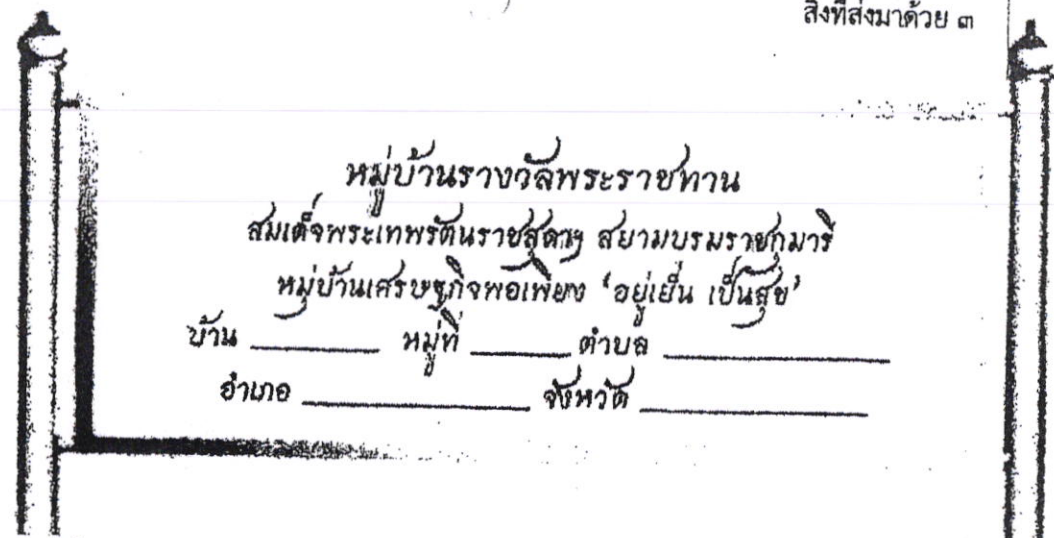 สิ่งที่ส่งมาด้วย ๓
หมู่บ้านรางวัลพระราชทาน
สมเด็จพระเทพรัตนราชสุดาฯ สยามบรมราชกุมารี
หมู่บ้านเศรษฐกิจพอเพียง ‘อยู่เย็น เป็นสุข’
บ้าน __________ หมู่ที่ ________ ตำบล __________________
อำเภอ __________________ จังหวัด __________________